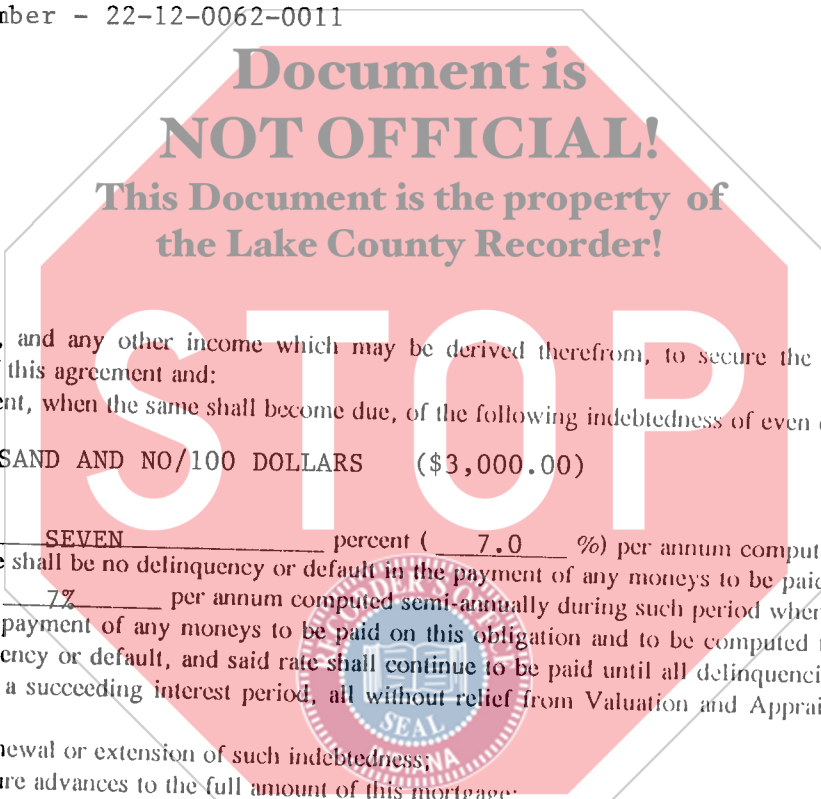 mber - 22-12-0062-0011
Document is
NOT OFFICIAL!
This Document is the property of
the Lake County Recorder!
STOP
, and any other income which may be derived therefrom, to secure the
this agreement and:
ent, when the same shall become due, of the following indebtedness of even
SAND AND NO/100 DOLLARS ($3,000.00)
SEVEN percent ( 7.0 %) per annum comput
e shall be no delinquency or default in the payment of any moneys to be paid
7% per annum computed semi-annually during such period when
payment of any moneys to be paid on this obligation and to be computed
ency or default, and said rate shall continue to be paid until all delinquenci
a succeeding interest period, all without relief from Valuation and Apprai
newal or extension of such indebtedness;
ure advances to the full amount of this mortgage;
SEAL
INDIANA